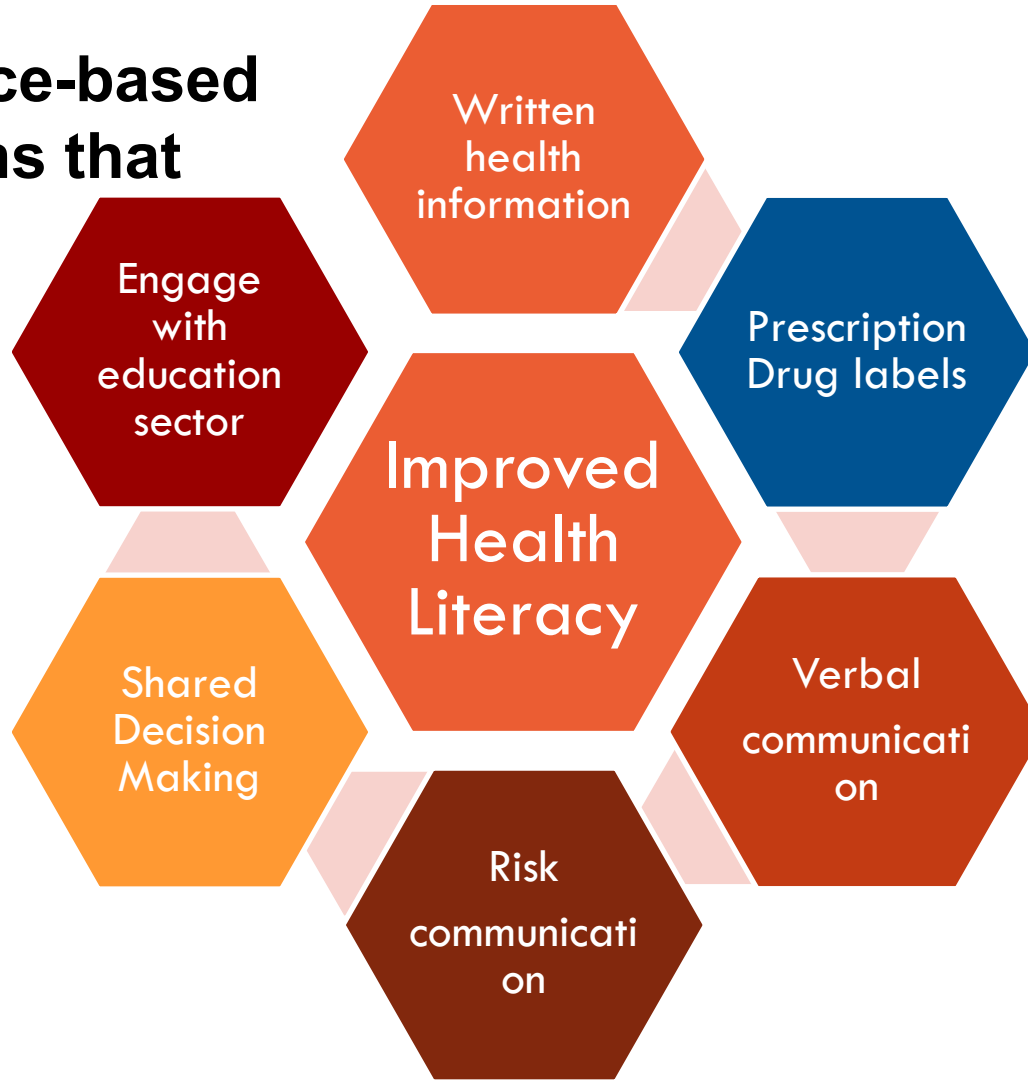 ce-based
ns that
Written
health
information
Prescription
Drug labels
Verbal
communicati
on
Risk
communicati
on
Shared
Decision
Making
Engage
with
education
sector
Improved
Health
Literacy